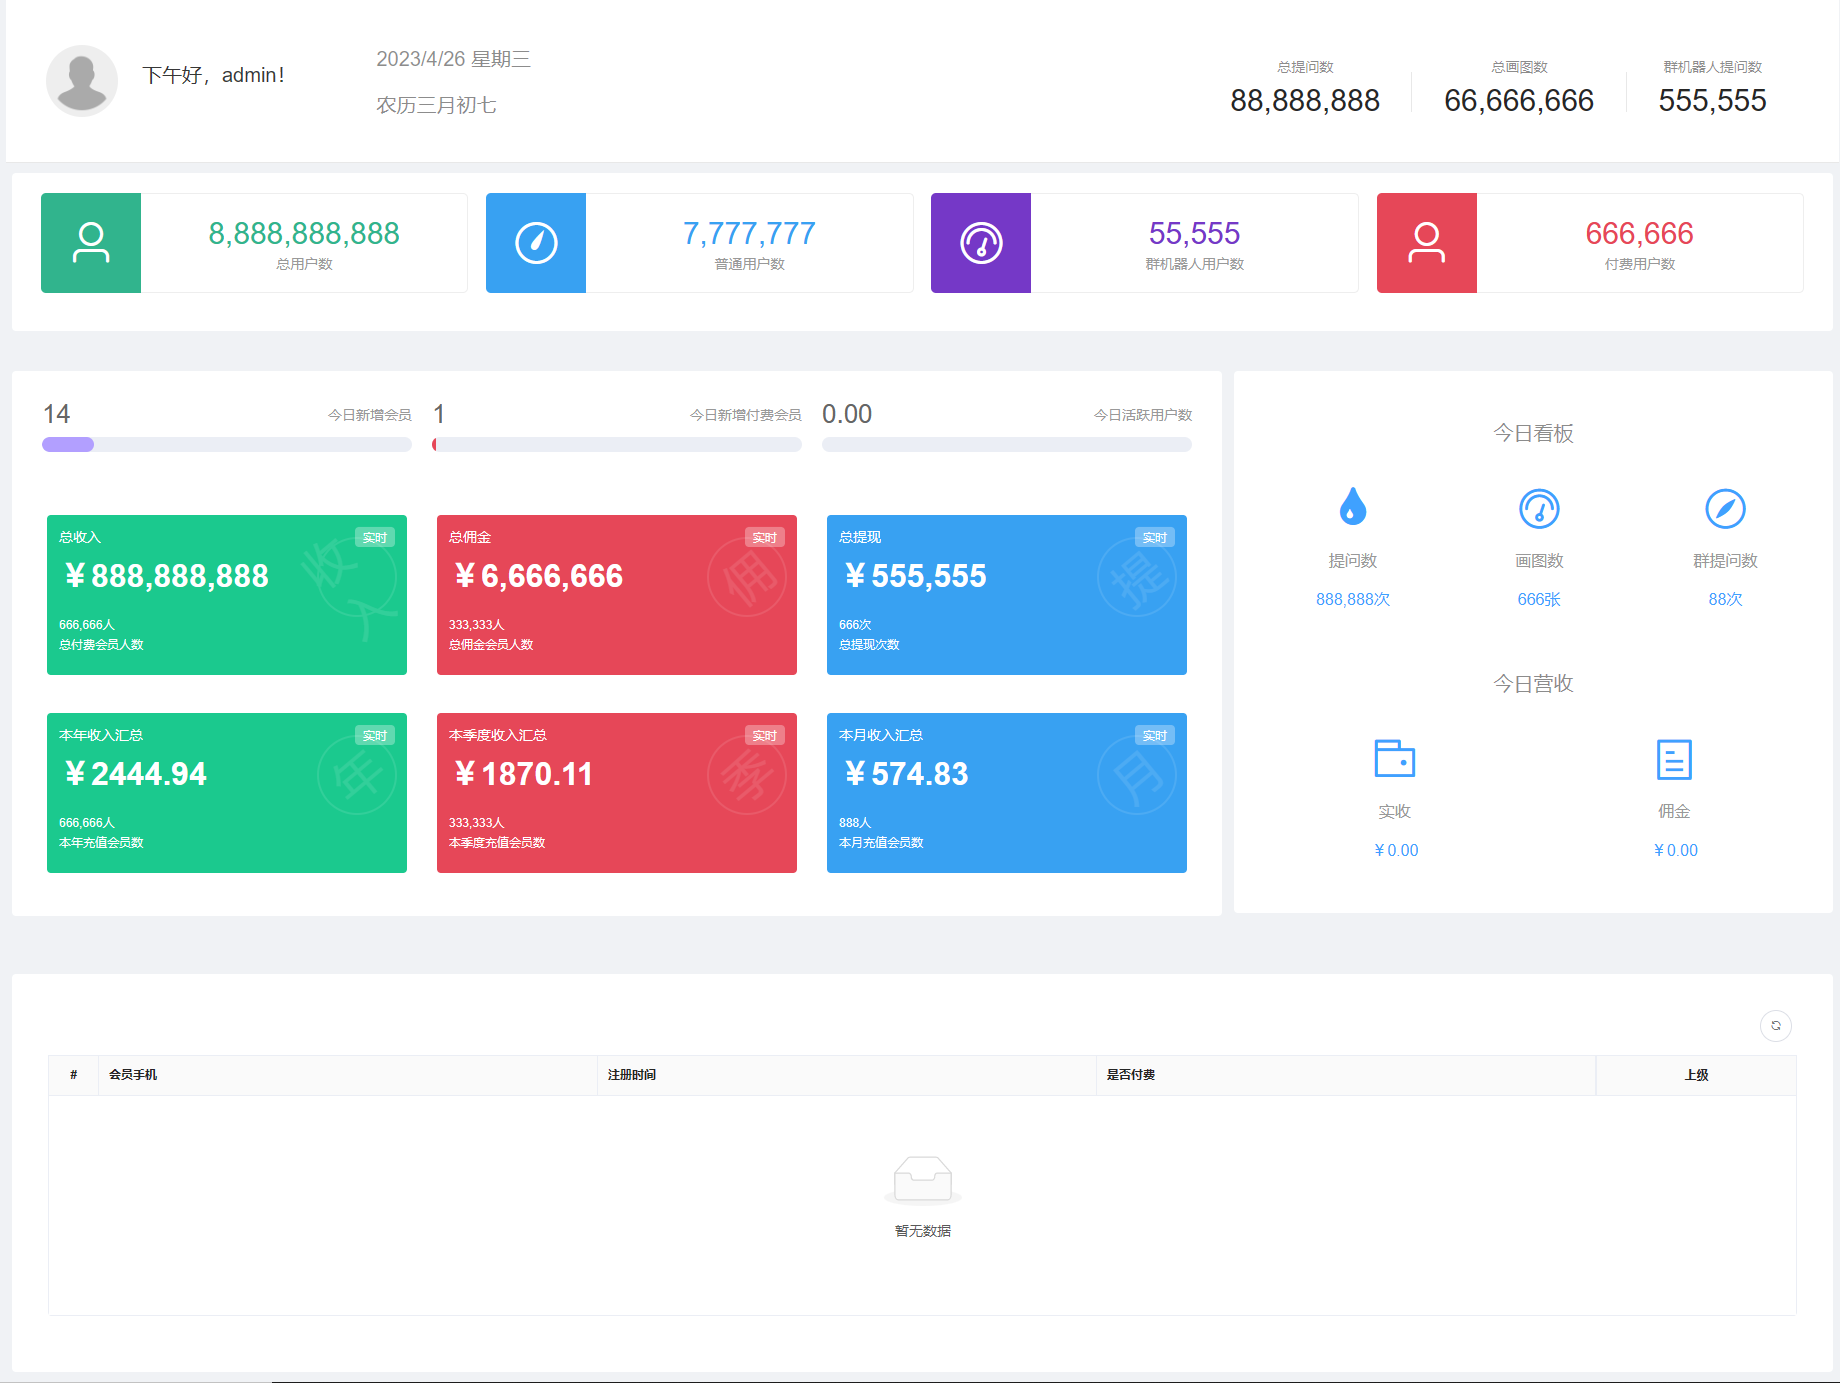 下午好，admin！
2023/4/26 星期三
农历三月初七
总提问数
88,888,888
总画图数
66,666,666
群机器人提问数
555,555
8,888,888,888
总用户数
7,777,777
普通用户数
55,555
群机器人用户数
666,666
付费用户数
14
今日新增会员
1
今日新增付费会员
0.00
今日活跃用户数
总收入
实时
￥888,888,888
666,666人
总付费会员人数
收入
总佣金
实时
￥6,666,666
333,333人
总佣金会员人数
佣
总提现
实时
￥555,555
666次
总提现次数
提
本年收入汇总
实时
￥2444.94
666,666人
本年充值会员数
年
本季度收入汇总
实时
￥1870.11
333,333人
本季度充值会员数
季
本月收入汇总
实时
￥574.83
888人
本月充值会员数
月
今日看板
提问数
888,888次
画图数
666张
群提问数
88次
今日营收
实收
￥0.00
佣金
￥0.00
#
会员手机
注册时间
是否付费
上级
暂无数据